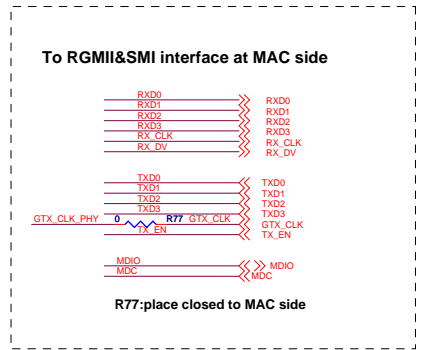 To RGMII&SMI interface at MAC side
RXD0 RXD0
RXD1 RXD1
RXD2 RXD2
RXD3 RXD3
RX_CLK RX_CLK
RX_DV RX_DV
TXD0 TXD0
TXD1 TXD1
TXD2 TXD2
TXD3 TXD3
GTX_CLK_PHY 0 R77 GTX_CLK GTX_CLK
TX_EN TX_EN
MDIO MDIO
MDC MDC
R77:place closed to MAC side